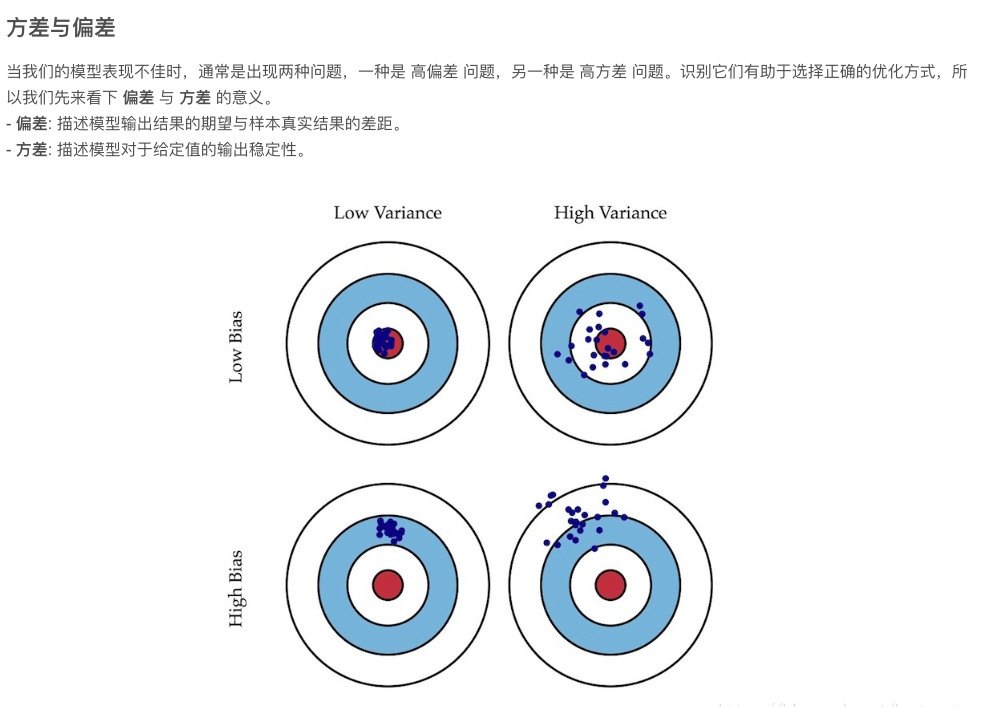 方差与偏差
当我们的模型表现不佳时，通常是出现两种问题，一种是 高偏差 问题，另一种是 高方差 问题。识别它们有助于选择正确的优化方式，所
以我们先来看下 偏差 与 方差 的意义。
- 偏差: 描述模型输出结果的期望与样本真实结果的差距。
- 方差: 描述模型对于给定值的输出稳定性。
Low Variance
High Variance
Low Bias
High Bias